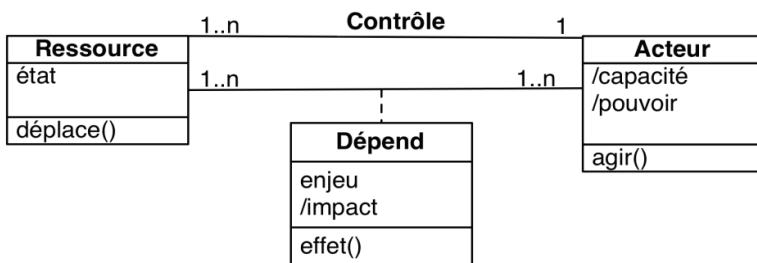 1..n
Contrôle
1
Ressource
état
déplace()
1..n
1..n
Acteur
/capacité
/pouvoir
agir()
Dépend
enjeu
/impact
effet()